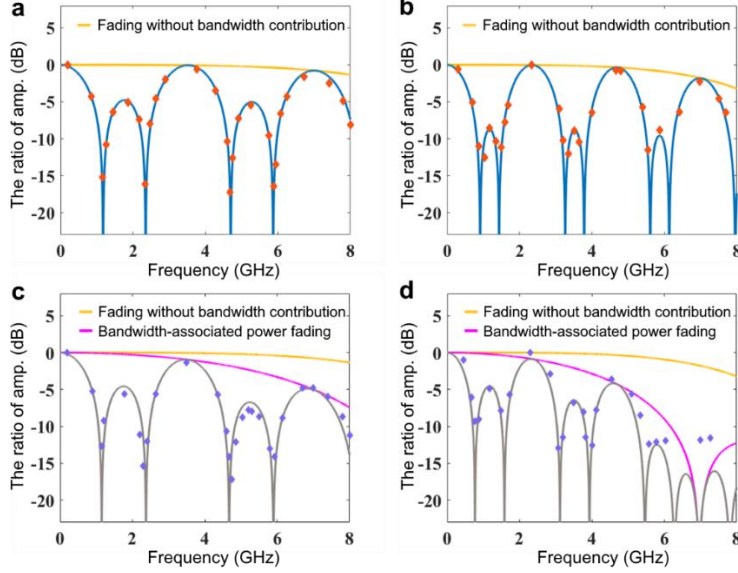 a
Fading without bandwidth contribution
The ratio of amp. (dB)
5
0
-5
-10
-15
-20
0 2 4 6 8
Frequency (GHz)
b
Fading without bandwidth contribution
The ratio of amp. (dB)
5
0
-5
-10
-15
-20
0 2 4 6 8
Frequency (GHz)
c
Fading without bandwidth contribution
Bandwidth-associated power fading
The ratio of amp. (dB)
5
0
-5
-10
-15
-20
0 2 4 6 8
Frequency (GHz)
d
Fading without bandwidth contribution
Bandwidth-associated power fading
The ratio of amp. (dB)
5
0
-5
-10
-15
-20
0 2 4 6 8
Frequency (GHz)